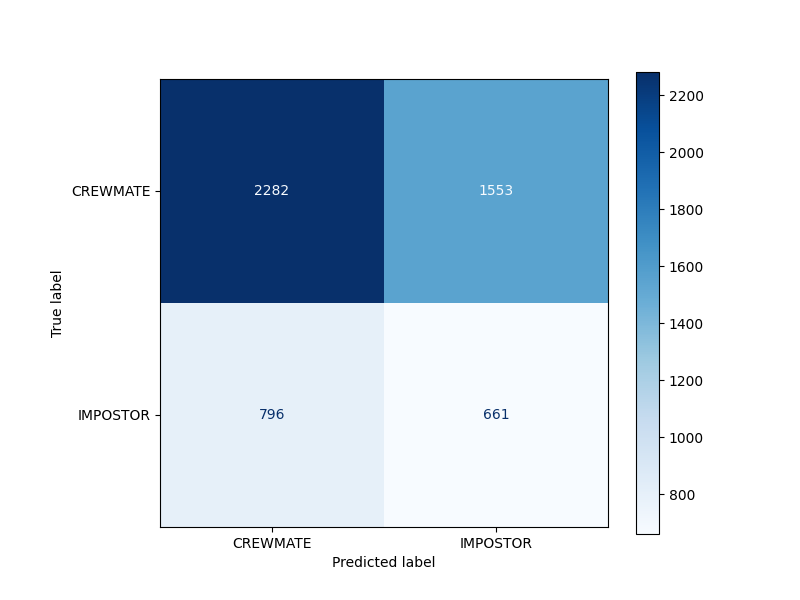 CREWMATE
IMPOSTOR
True label
2282
1553
796
661
CREWMATE
IMPOSTOR
Predicted label
2200
2000
1800
1600
1400
1200
1000
800